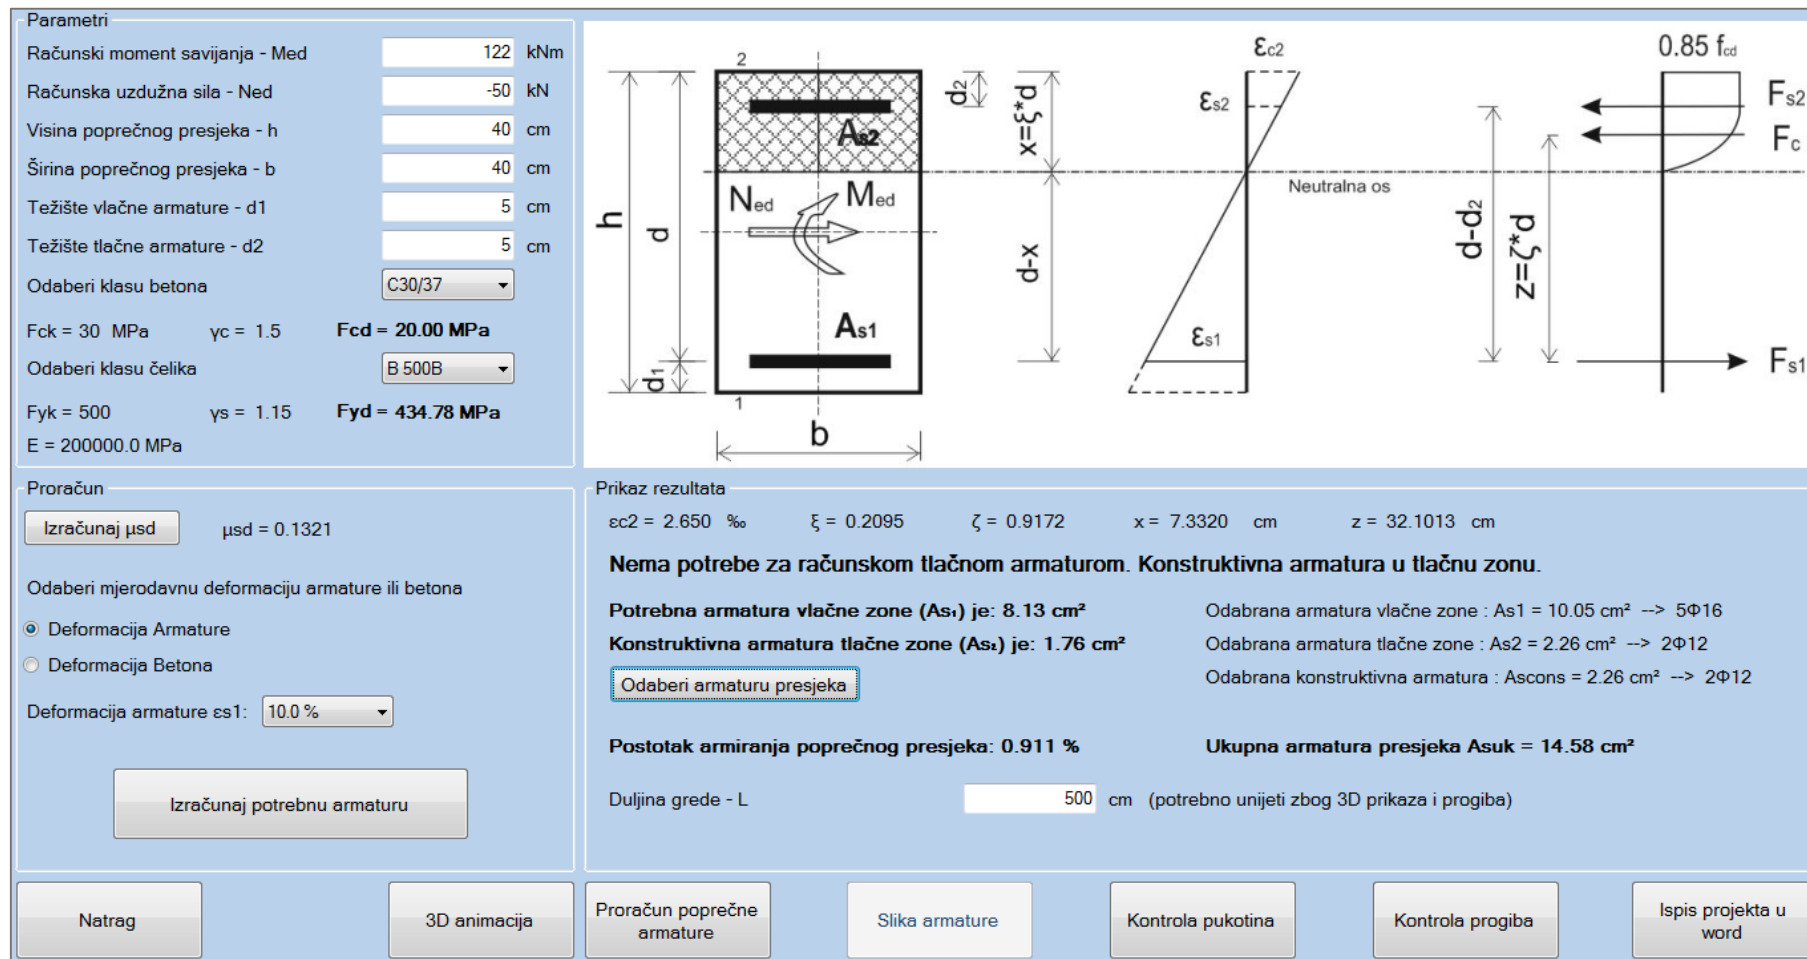 Parametri
Računski moment savijanja - Med 122 kNm
Računska uzdužna sila - Ned -50 kN
Visina poprečnog presjeka - h 40 cm
Širina poprečnog presjeka - b 40 cm
Težište vlačne armature - d1 5 cm
Težište tlačne armature - d2 5 cm
Odaberi klasu betona C30/37
Fck = 30 MPa γc = 1.5 Fcd = 20.00 MPa
Odaberi klasu čelika B 500B
Fyk = 500 γs = 1.15 Fyd = 434.78 MPa
E = 200000.0 MPa
2
h
d
d1
As2
Ned
Med
As1
1
b
d2
x=ξ*d
d-x
εc2
εs2
Neutralna os
εs1
0.85 fcd
d-d2
z=ζ*d
Fs2
Fc
Fs1
Proračun
Izračunaj μsd μsd = 0.1321
Odaberi mjerodavnu deformaciju armature ili betona
Deformacija Armature
Deformacija Betona
Deformacija armature εs1: 10.0 %
Izračunaj potrebnu armaturu
Prikaz rezultata
εc2 = 2.650 ‰ ξ = 0.2095 ζ = 0.9172 x = 7.3320 cm z = 32.1013 cm
Nema potrebe za računskom tlačnom armaturom. Konstruktivna armatura u tlačnu zonu.
Potrebna armatura vlačne zone (As₁) je: 8.13 cm² Odabrana armatura vlačne zone : As1 = 10.05 cm² --> 5Φ16
Konstruktivna armatura tlačne zone (As₂) je: 1.76 cm² Odabrana armatura tlačne zone : As2 = 2.26 cm² --> 2Φ12
Odaberi armaturu presjeka Odabrana konstruktivna armatura : Ascons = 2.26 cm² --> 2Φ12
Postotak armiranja poprečnog presjeka: 0.911 % Ukupna armatura presjeka Asuk = 14.58 cm²
Duljina grede - L 500 cm (potrebno unijeti zbog 3D prikaza i progiba)
Natrag
3D animacija
Proračun poprečne
armature
Slika armature
Kontrola pukotina
Kontrola progiba
Ispis projekta u
word